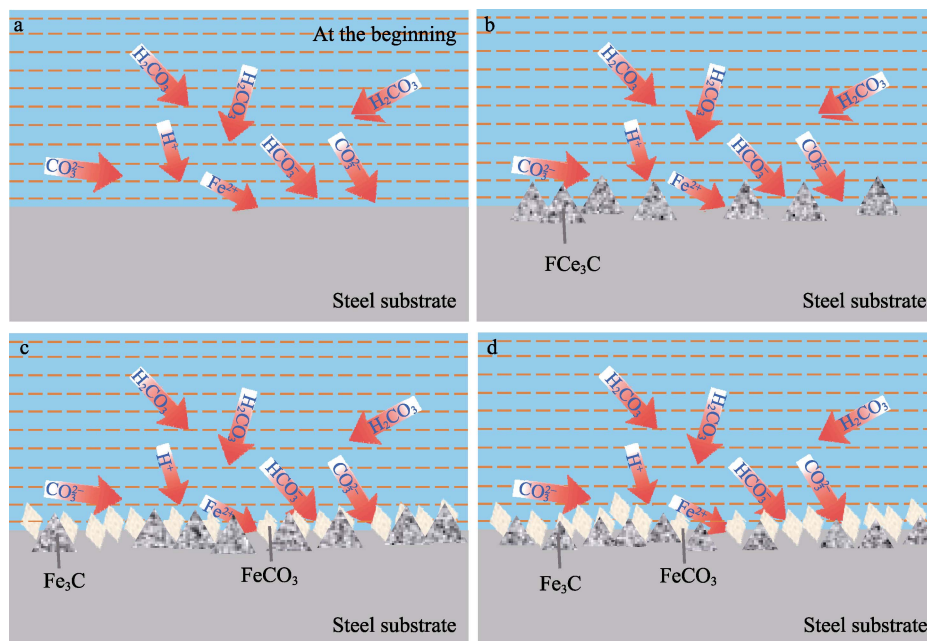 a
At the beginning
H₂CO₃
H₂CO₃
H₂CO₃
H⁺
HCO₃⁻
CO₃²⁻
CO₃²⁻
Fe²⁺
Steel substrate
b
H₂CO₃
H₂CO₃
H₂CO₃
H⁺
HCO₃⁻
CO₃²⁻
CO₃²⁻
Fe²⁺
FCe₃C
Steel substrate
c
H₂CO₃
H₂CO₃
H₂CO₃
H⁺
HCO₃⁻
CO₃²⁻
CO₃²⁻
Fe²⁺
Fe₃C
FeCO₃
Steel substrate
d
H₂CO₃
H₂CO₃
H₂CO₃
H⁺
HCO₃⁻
CO₃²⁻
CO₃²⁻
Fe²⁺
Fe₃C
FeCO₃
Steel substrate